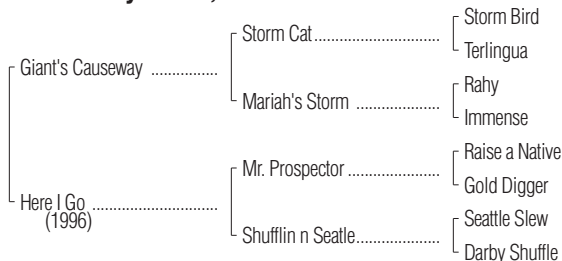 Storm Bird
Storm Cat
Terlingua
Giant's Causeway
Rahy
Mariah's Storm
Immense
Raise a Native
Mr. Prospector
Gold Digger
Here I Go
(1996)
Seattle Slew
Shufflin n Seatle
Darby Shuffle